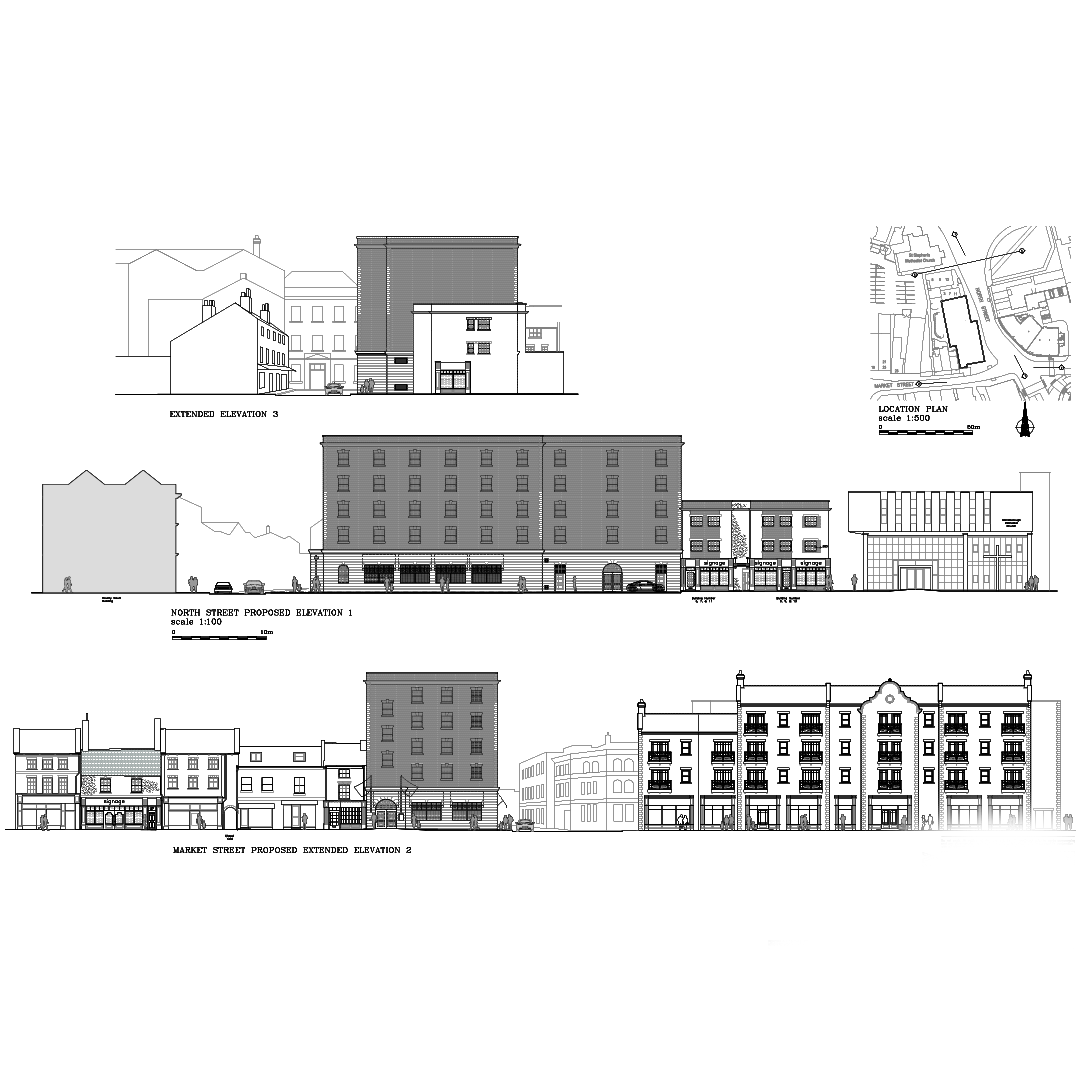 St Stephens
Methodist Church
NORTH STREET
MARKET STREET
LOCATION PLAN
scale 1:500
0 50m
EXTENDED ELEVATION 3
signage signage signage
NORTH STREET PROPOSED ELEVATION 1
scale 1:100
0 10m
signage
MARKET STREET PROPOSED EXTENDED ELEVATION 2